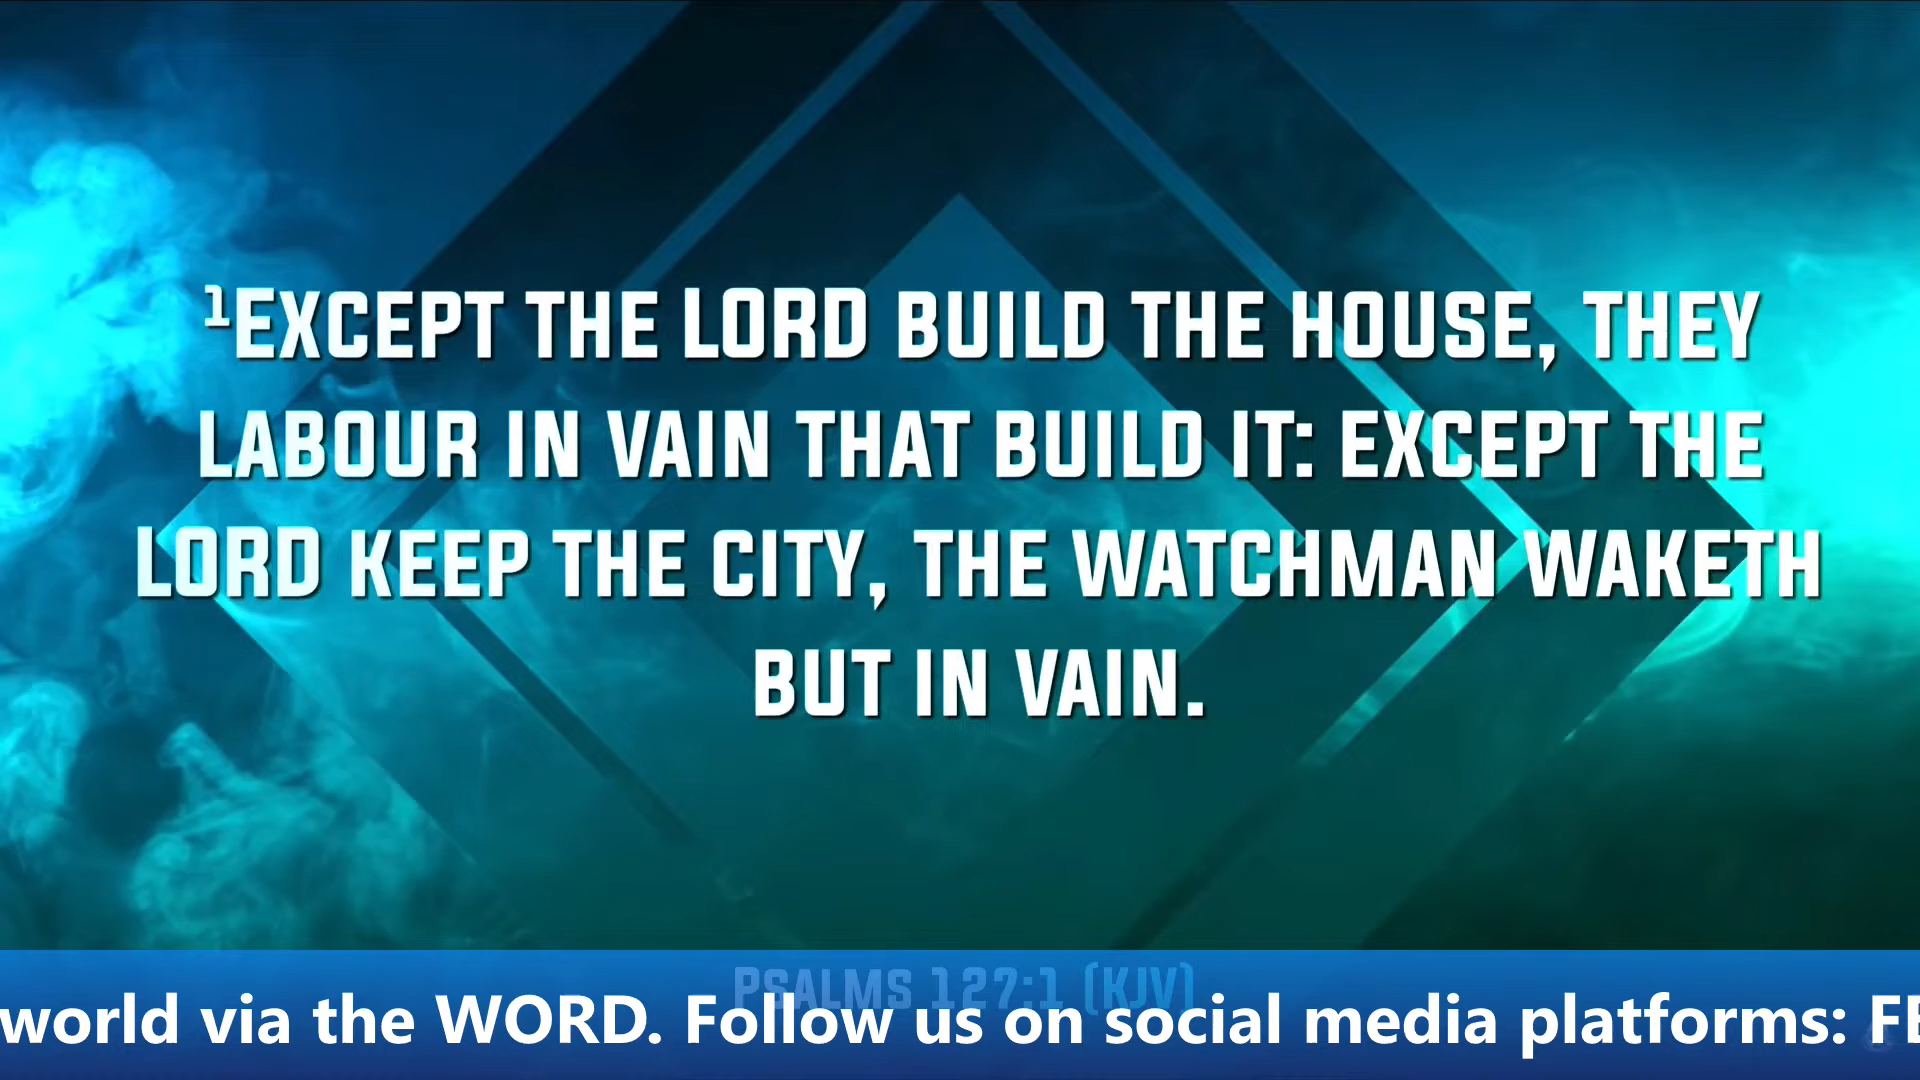 ¹EXCEPT THE LORD BUILD THE HOUSE, THEY
LABOUR IN VAIN THAT BUILD IT: EXCEPT THE
LORD KEEP THE CITY, THE WATCHMAN WAKETH
BUT IN VAIN.
PSALMS 127:1 (KJV)
world via the WORD. Follow us on social media platforms: